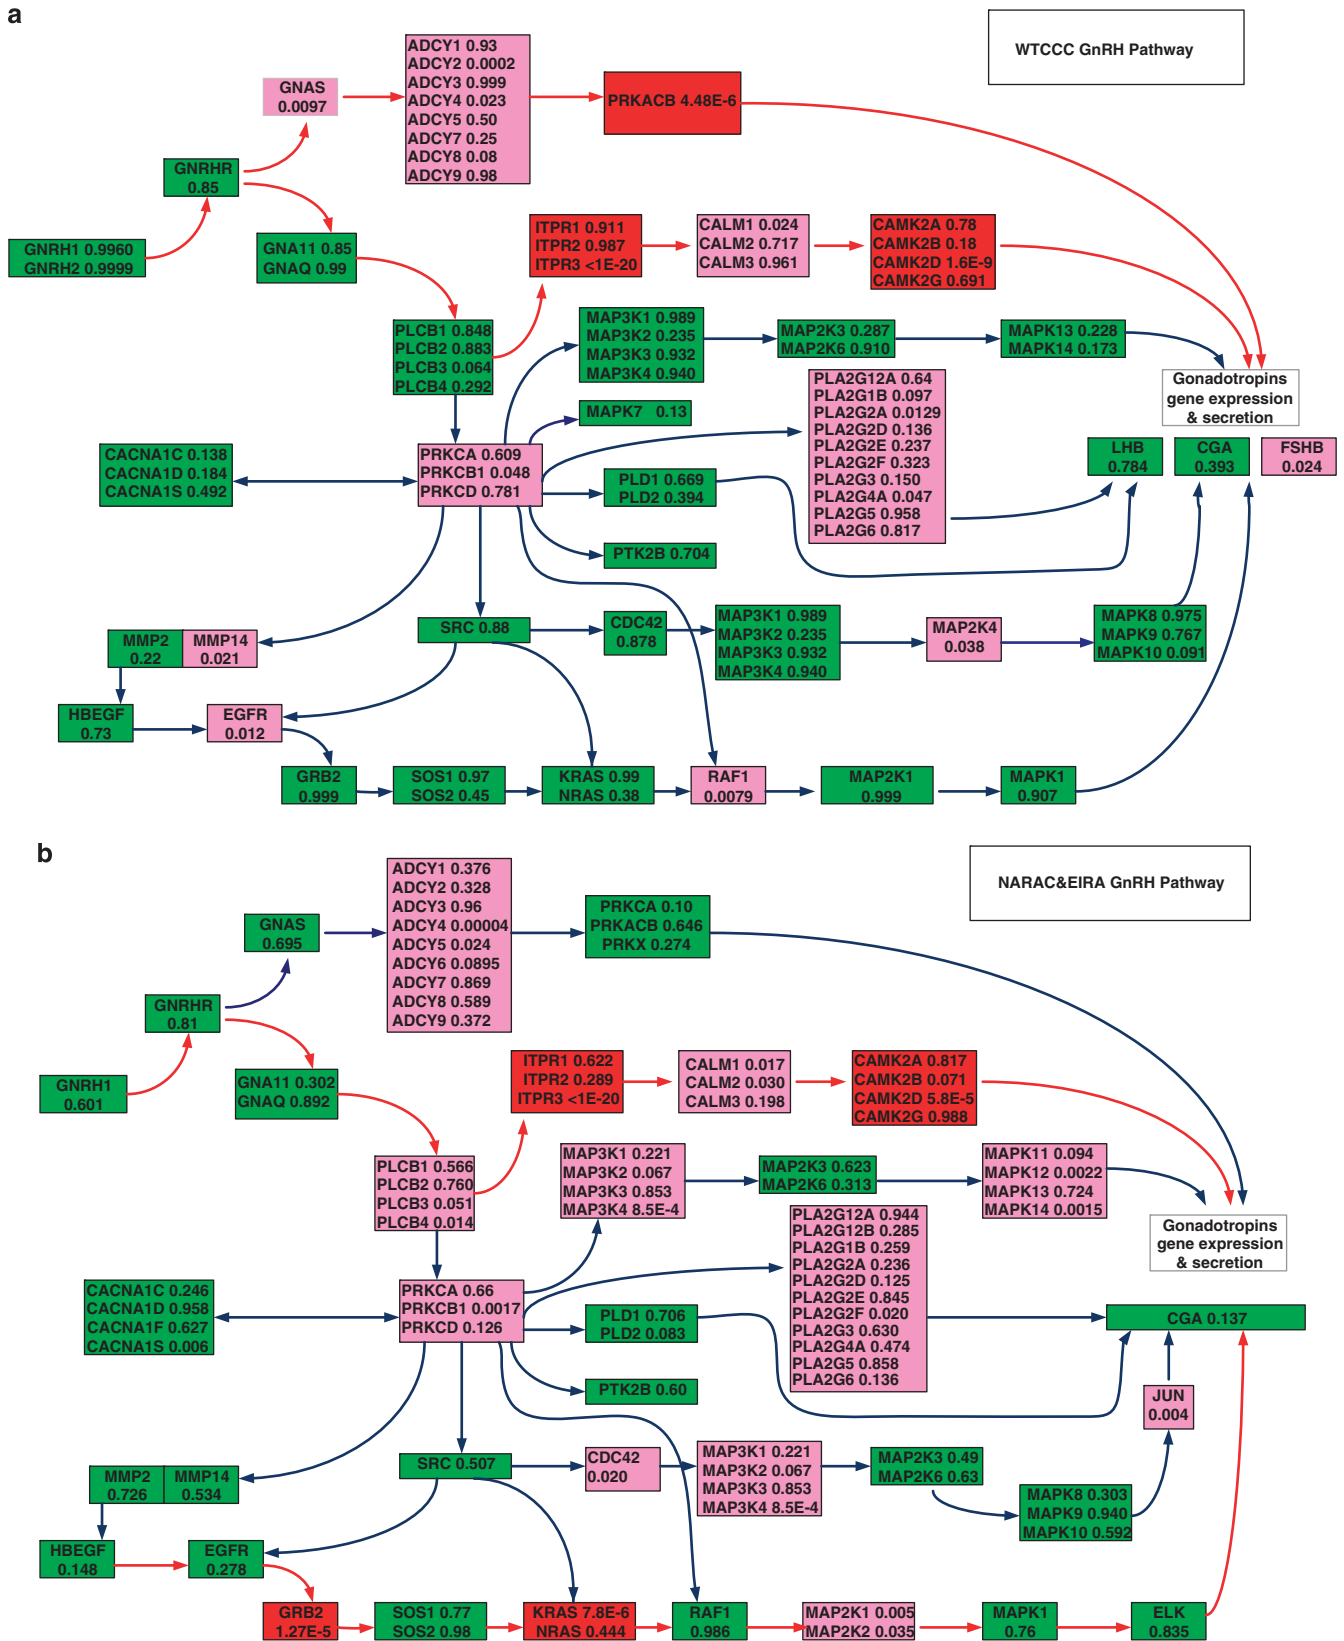 a
WTCCC GnRH Pathway
ADCY1 0.93
ADCY2 0.0002
ADCY3 0.999
ADCY4 0.023
ADCY5 0.50
ADCY7 0.25
ADCY8 0.08
ADCY9 0.98
GNAS
0.0097
PRKACB 4.48E-6
GNRHR
0.85
GNRH1 0.9960
GNRH2 0.9999
GNA11 0.85
GNAQ 0.99
ITPR1 0.911
ITPR2 0.987
ITPR3 <1E-20
CALM1 0.024
CALM2 0.717
CALM3 0.961
CAMK2A 0.78
CAMK2B 0.18
CAMK2D 1.6E-9
CAMK2G 0.691
PLCB1 0.848
PLCB2 0.883
PLCB3 0.064
PLCB4 0.292
MAP3K1 0.989
MAP3K2 0.235
MAP3K3 0.932
MAP3K4 0.940
MAP2K3 0.287
MAP2K6 0.910
MAPK13 0.228
MAPK14 0.173
Gonadotropins
gene expression
& secretion
MAPK7 0.13
PLA2G12A 0.64
PLA2G1B 0.097
PLA2G2A 0.0129
PLA2G2D 0.136
PLA2G2E 0.237
PLA2G2F 0.323
PLA2G3 0.150
PLA2G4A 0.047
PLA2G5 0.958
PLA2G6 0.817
CACNA1C 0.138
CACNA1D 0.184
CACNA1S 0.492
PRKCA 0.609
PRKCB1 0.048
PRKCD 0.781
PLD1 0.669
PLD2 0.394
LHB
0.784
CGA
0.393
FSHB
0.024
PTK2B 0.704
MMP2
0.22
MMP14
0.021
SRC 0.88
CDC42
0.878
MAP3K1 0.989
MAP3K2 0.235
MAP3K3 0.932
MAP3K4 0.940
MAP2K4
0.038
MAPK8 0.975
MAPK9 0.767
MAPK10 0.091
HBEGF
0.73
EGFR
0.012
GRB2
0.999
SOS1 0.97
SOS2 0.45
KRAS 0.99
NRAS 0.38
RAF1
0.0079
MAP2K1
0.999
MAPK1
0.907
b
NARAC&EIRA GnRH Pathway
ADCY1 0.376
ADCY2 0.328
ADCY3 0.96
ADCY4 0.00004
ADCY5 0.024
ADCY6 0.0895
ADCY7 0.869
ADCY8 0.589
ADCY9 0.372
GNAS
0.695
PRKCA 0.10
PRKACB 0.646
PRKX 0.274
GNRHR
0.81
GNRH1
0.601
GNA11 0.302
GNAQ 0.892
ITPR1 0.622
ITPR2 0.289
ITPR3 <1E-20
CALM1 0.017
CALM2 0.030
CALM3 0.198
CAMK2A 0.817
CAMK2B 0.071
CAMK2D 5.8E-5
CAMK2G 0.988
PLCB1 0.566
PLCB2 0.760
PLCB3 0.051
PLCB4 0.014
MAP3K1 0.221
MAP3K2 0.067
MAP3K3 0.853
MAP3K4 8.5E-4
MAP2K3 0.623
MAP2K6 0.313
MAPK11 0.094
MAPK12 0.0022
MAPK13 0.724
MAPK14 0.0015
Gonadotropins
gene expression
& secretion
PLA2G12A 0.944
PLA2G12B 0.285
PLA2G1B 0.259
PLA2G2A 0.236
PLA2G2D 0.125
PLA2G2E 0.845
PLA2G2F 0.020
PLA2G3 0.630
PLA2G4A 0.474
PLA2G5 0.858
PLA2G6 0.136
CACNA1C 0.246
CACNA1D 0.958
CACNA1F 0.627
CACNA1S 0.006
PRKCA 0.66
PRKCB1 0.0017
PRKCD 0.126
PLD1 0.706
PLD2 0.083
CGA 0.137
PTK2B 0.60
JUN
0.004
MMP2
0.726
MMP14
0.534
SRC 0.507
CDC42
0.020
MAP3K1 0.221
MAP3K2 0.067
MAP3K3 0.853
MAP3K4 8.5E-4
MAP2K3 0.49
MAP2K6 0.63
MAPK8 0.303
MAPK9 0.940
MAPK10 0.592
HBEGF
0.148
EGFR
0.278
GRB2
1.27E-5
SOS1 0.77
SOS2 0.98
KRAS 7.8E-6
NRAS 0.444
RAF1
0.986
MAP2K1 0.005
MAP2K2 0.035
MAPK1
0.76
ELK
0.835